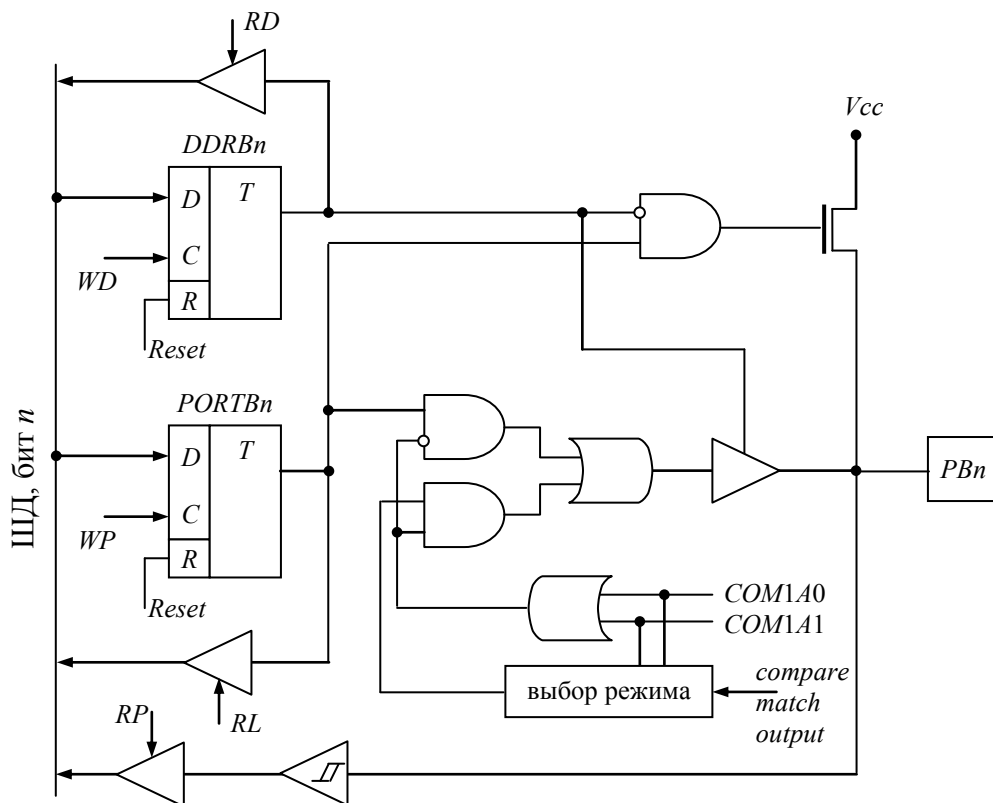 RD
Vcc
DDRBn
D
T
C
WD
R
Reset
ШД, бит n
PORTBn
D
T
C
WP
R
Reset
PBn
COM1A0
COM1A1
выбор режима
compare
match
output
RP
RL